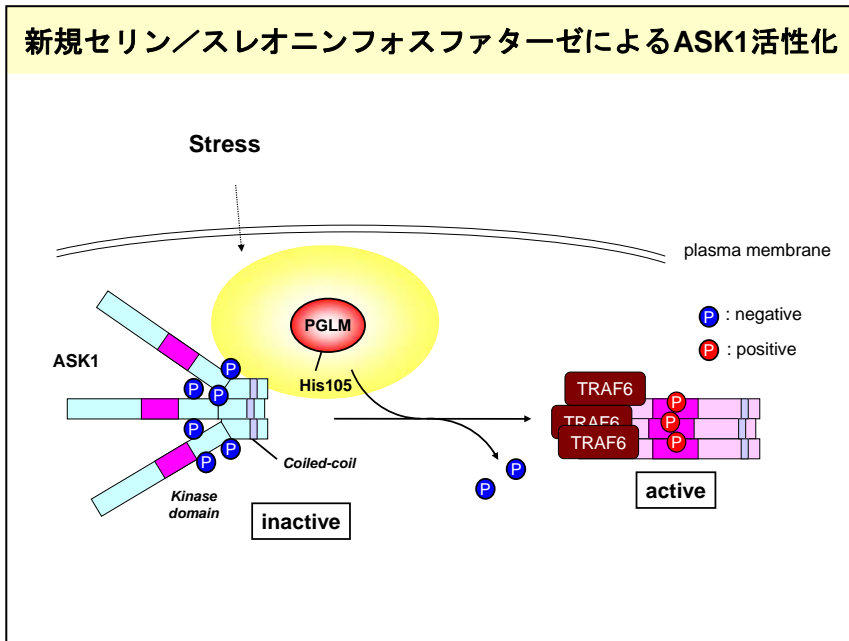 新規セリン／スレオニンフォスファターゼによるASK1活性化
Stress
plasma membrane
PGLM
P : negative
P : positive
ASK1
His105
P
P
P
P
P
P
TRAF6
TRAF6
TRAF6
P
P
P
Coiled-coil
Kinase
domain
inactive
P
P
active